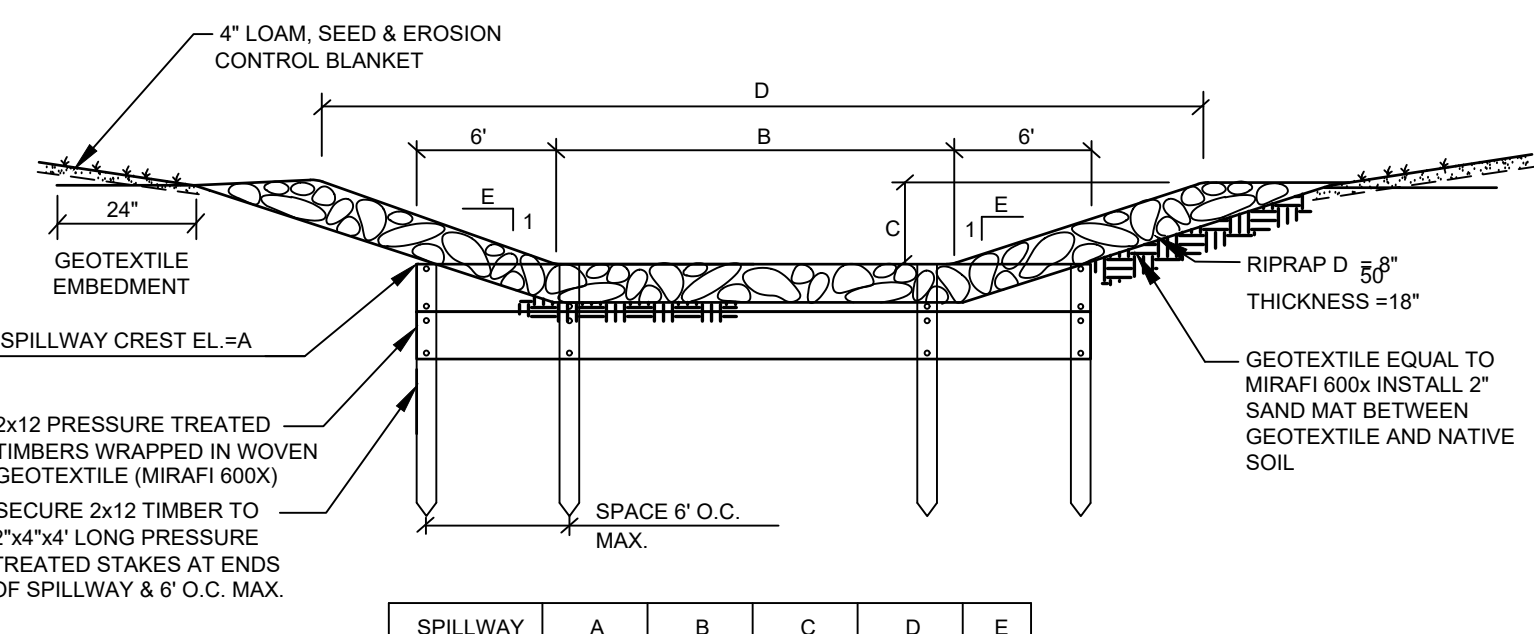 4" LOAM, SEED & EROSION
CONTROL BLANKET
D
6'
B
6'
E
1
E
1
C
24"
GEOTEXTILE
EMBEDMENT
RIPRAP D50 = 8"
THICKNESS =18"
SPILLWAY CREST EL.=A
GEOTEXTILE EQUAL TO
MIRAFI 600x INSTALL 2"
SAND MAT BETWEEN
GEOTEXTILE AND NATIVE
SOIL
2x12 PRESSURE TREATED
TIMBERS WRAPPED IN WOVEN
GEOTEXTILE (MIRAFI 600X)
SECURE 2x12 TIMBER TO
2"x4"x4' LONG PRESSURE
TREATED STAKES AT ENDS
OF SPILLWAY & 6' O.C. MAX.
SPACE 6' O.C.
MAX.
SPILLWAY A B C D E